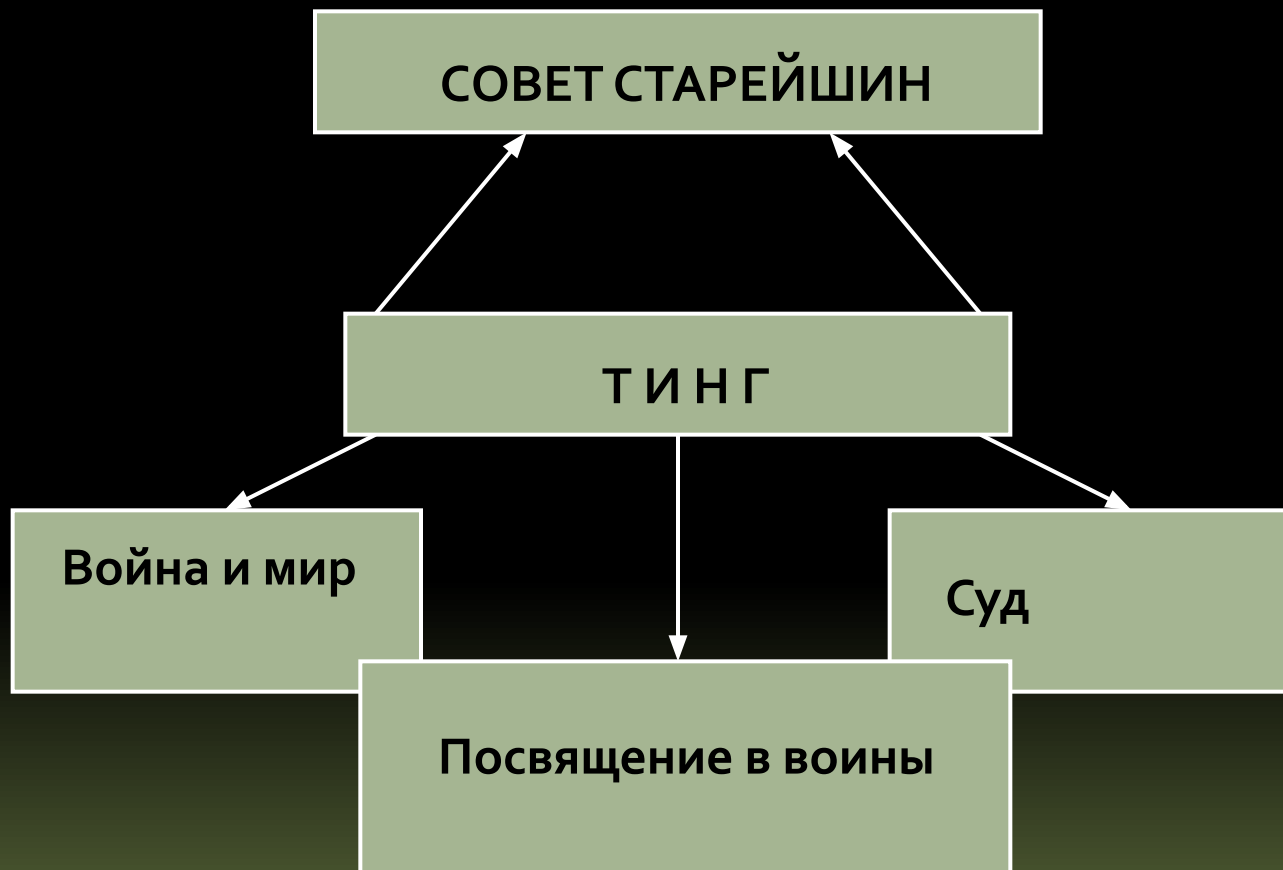 СОВЕТ СТАРЕЙШИН
Т И Н Г
Война и мир
Суд
Посвящение в воины